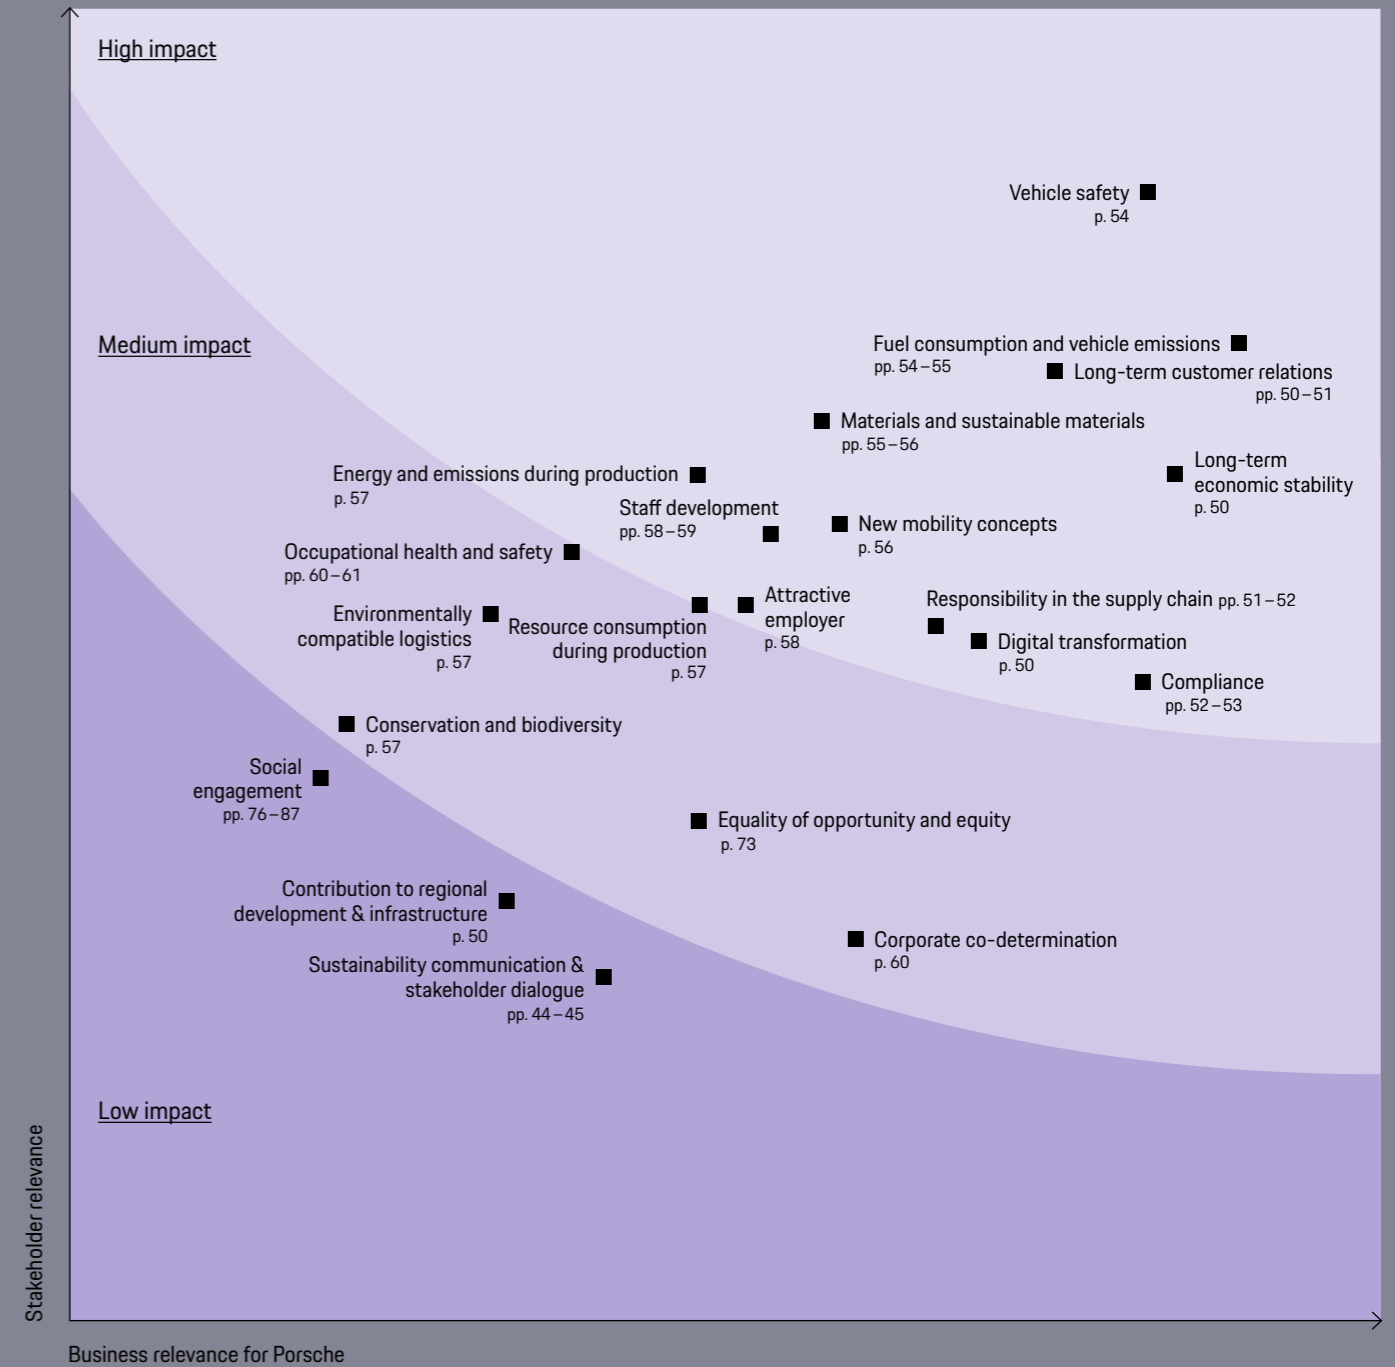 High impact
Vehicle safety
p. 54
Medium impact
Fuel consumption and vehicle emissions
pp. 54–55
Long-term customer relations
pp. 50–51
Materials and sustainable materials
pp. 55–56
Energy and emissions during production
p. 57
Long-term
economic stability
p. 50
Staff development
pp. 58–59
New mobility concepts
p. 56
Occupational health and safety
pp. 60–61
Environmentally
compatible logistics
p. 57
Resource consumption
during production
p. 57
Attractive
employer
p. 58
Responsibility in the supply chain pp. 51–52
Digital transformation
p. 50
Compliance
pp. 52–53
Conservation and biodiversity
p. 57
Social
engagement
pp. 76–87
Equality of opportunity and equity
p. 73
Contribution to regional
development & infrastructure
p. 50
Corporate co-determination
p. 60
Sustainability communication &
stakeholder dialogue
pp. 44–45
Low impact
Stakeholder relevance
Business relevance for Porsche